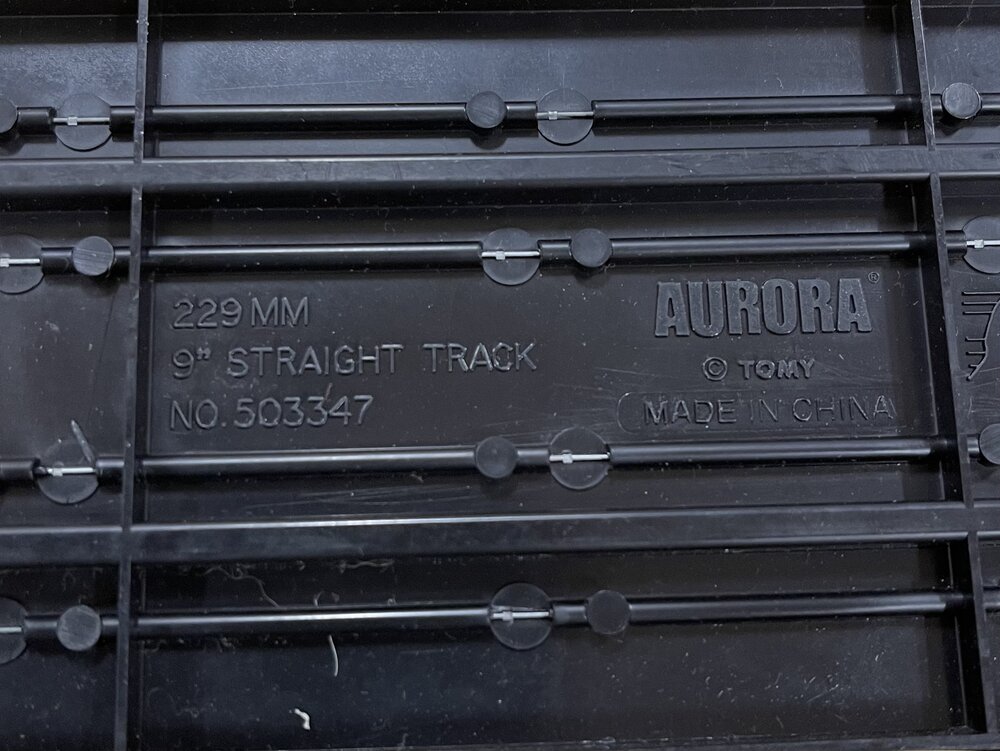 229 MM
9" STRAIGHT TRACK
NO. 503347
AURORA®
© TOMY
MADE IN CHINA